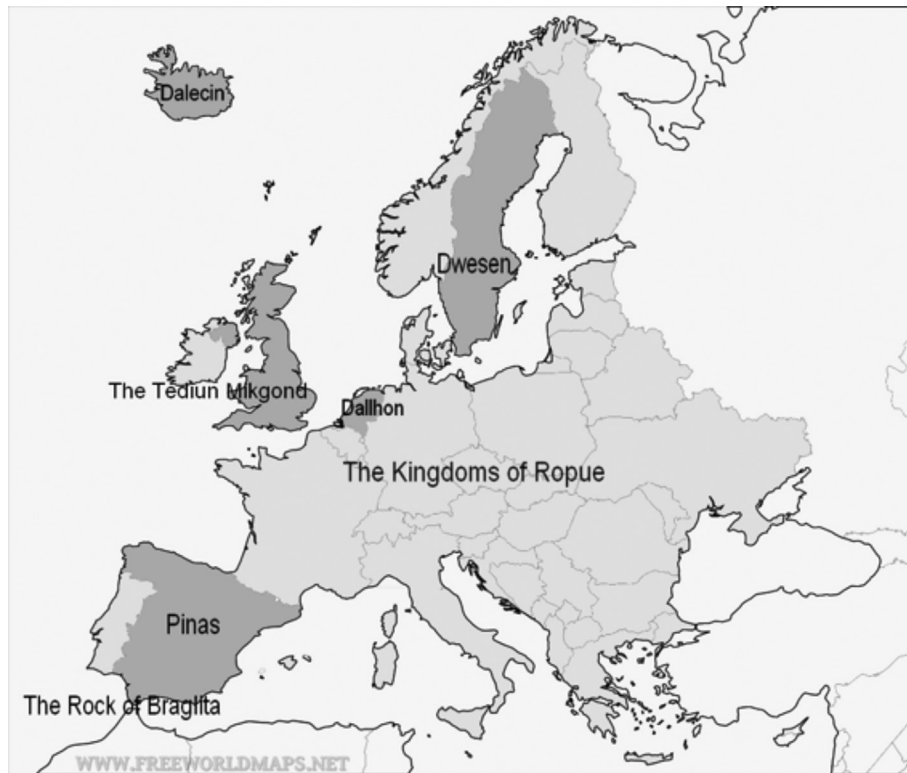 Dalecin
Dwesen
The Tediun Mikgond
Dallhon
The Kingdoms of Ropue
Pinas
The Rock of Braglita
WWW.FREEWORLDMAPS.NET